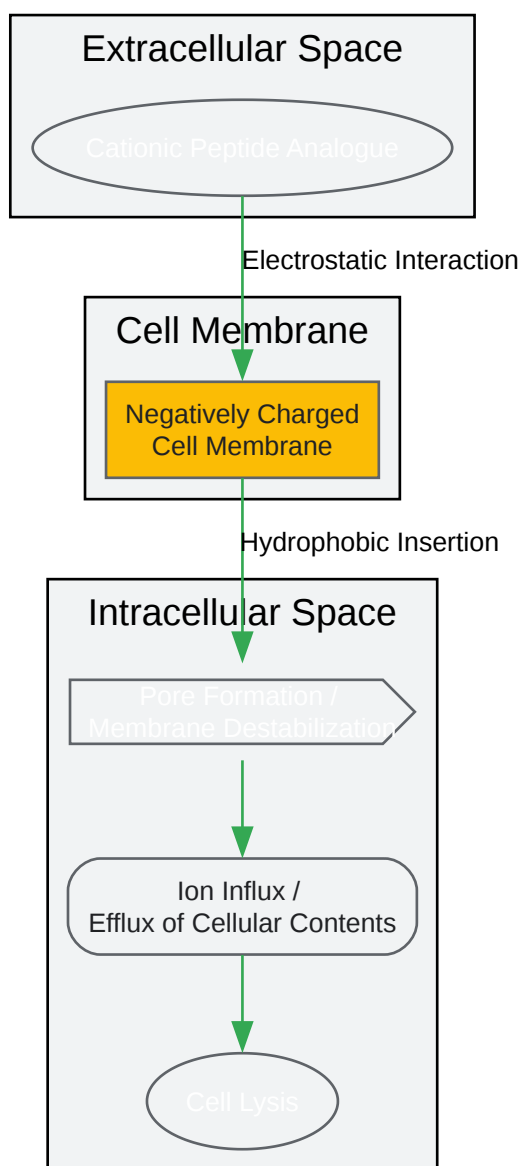 Extracellular Space
Cationic Peptide Analogue
Electrostatic Interaction
Cell Membrane
Negatively Charged
Cell Membrane
Hydrophobic Insertion
Intracellular Space
Pore Formation /
Membrane Destabilization
Ion Influx /
Efflux of Cellular Contents
Cell Lysis